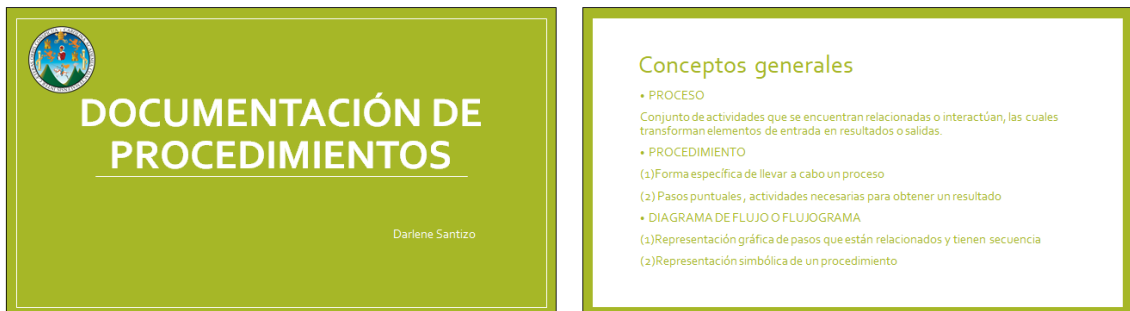 DOCUMENTACIÓN DE
PROCEDIMIENTOS
Darlene Santizo
Conceptos generales
• PROCESO
Conjunto de actividades que se encuentran relacionadas o interactúan, las cuales
transforman elementos de entrada en resultados o salidas.
• PROCEDIMIENTO
(1)Forma específica de llevar a cabo un proceso
(2) Pasos puntuales, actividades necesarias para obtener un resultado
• DIAGRAMA DE FLUJO O FLUJOGRAMA
(1)Representación gráfica de pasos que están relacionados y tienen secuencia
(2)Representación simbólica de un procedimiento